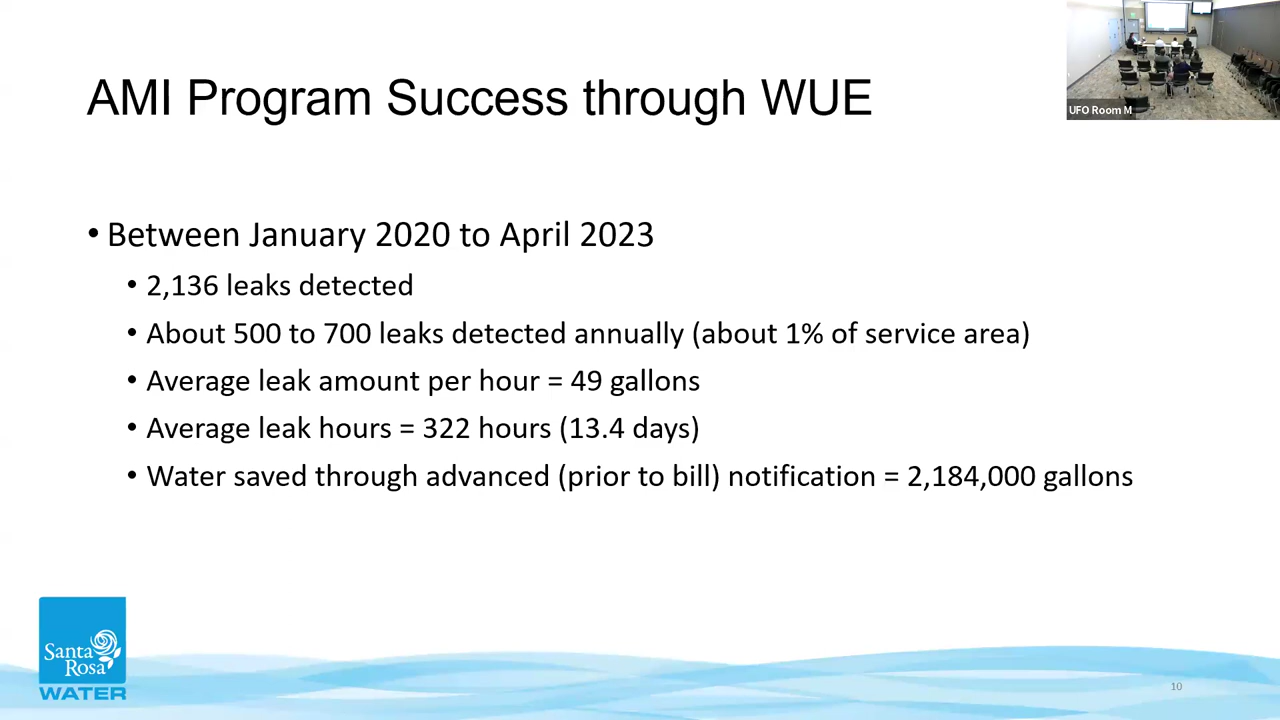 AMI Program Success through WUE
UFO Room M
• Between January 2020 to April 2023
• 2,136 leaks detected
• About 500 to 700 leaks detected annually (about 1% of service area)
• Average leak amount per hour = 49 gallons
• Average leak hours = 322 hours (13.4 days)
• Water saved through advanced (prior to bill) notification = 2,184,000 gallons
Santa
Rosa
WATER
10